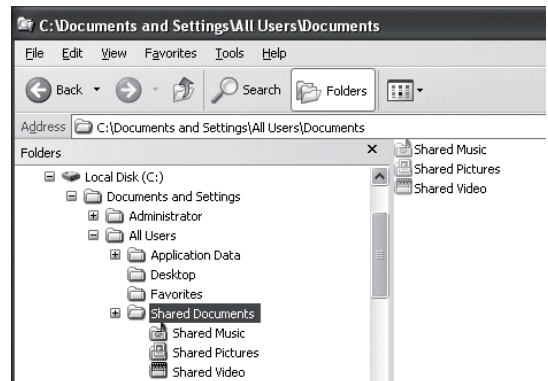 C:\Documents and Settings\All Users\Documents
File Edit View Favorites Tools Help
Back Search Folders
Address C:\Documents and Settings\All Users\Documents
Folders x
Local Disk (C:)
Documents and Settings
Administrator
All Users
Application Data
Desktop
Favorites
Shared Documents
Shared Music
Shared Pictures
Shared Video
Shared Music
Shared Pictures
Shared Video